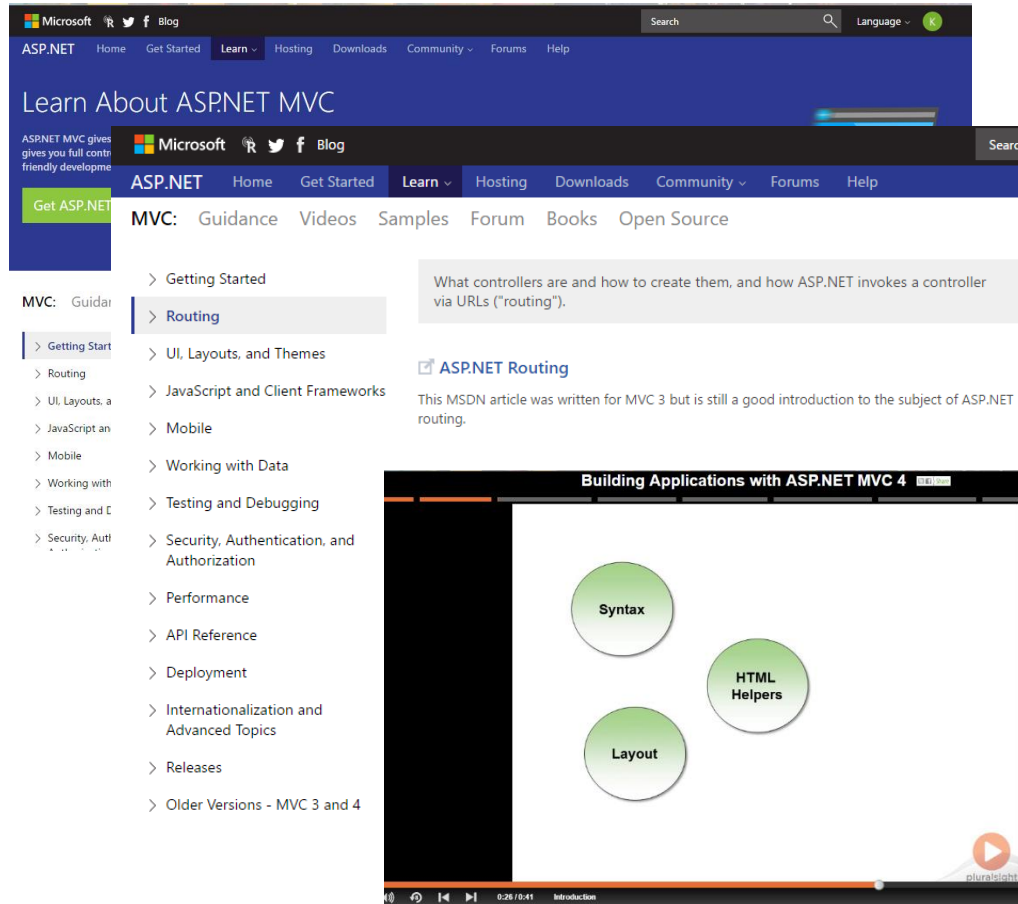 Microsoft Blog Search Language K
ASP.NET Home Get Started Learn Hosting Downloads Community Forums Help
Learn About ASP.NET MVC
ASP.NET MVC gives
gives you full contr
friendly developme
Get ASP.NET
MVC: Guidan
Getting Start
Routing
UI, Layouts, a
JavaScript an
Mobile
Working with
Testing and D
Security, Auth
Microsoft Blog Searc
ASP.NET Home Get Started Learn Hosting Downloads Community Forums Help
MVC: Guidance Videos Samples Forum Books Open Source
Getting Started
Routing
UI, Layouts, and Themes
JavaScript and Client Frameworks
Mobile
Working with Data
Testing and Debugging
Security, Authentication, and
Authorization
Performance
API Reference
Deployment
Internationalization and
Advanced Topics
Releases
Older Versions - MVC 3 and 4
What controllers are and how to create them, and how ASP.NET invokes a controller
via URLs ("routing").
ASP.NET Routing
This MSDN article was written for MVC 3 but is still a good introduction to the subject of ASP.NET
routing.
Building Applications with ASP.NET MVC 4
Syntax
HTML
Helpers
Layout
pluralsight
0:26 / 0:41 Introduction